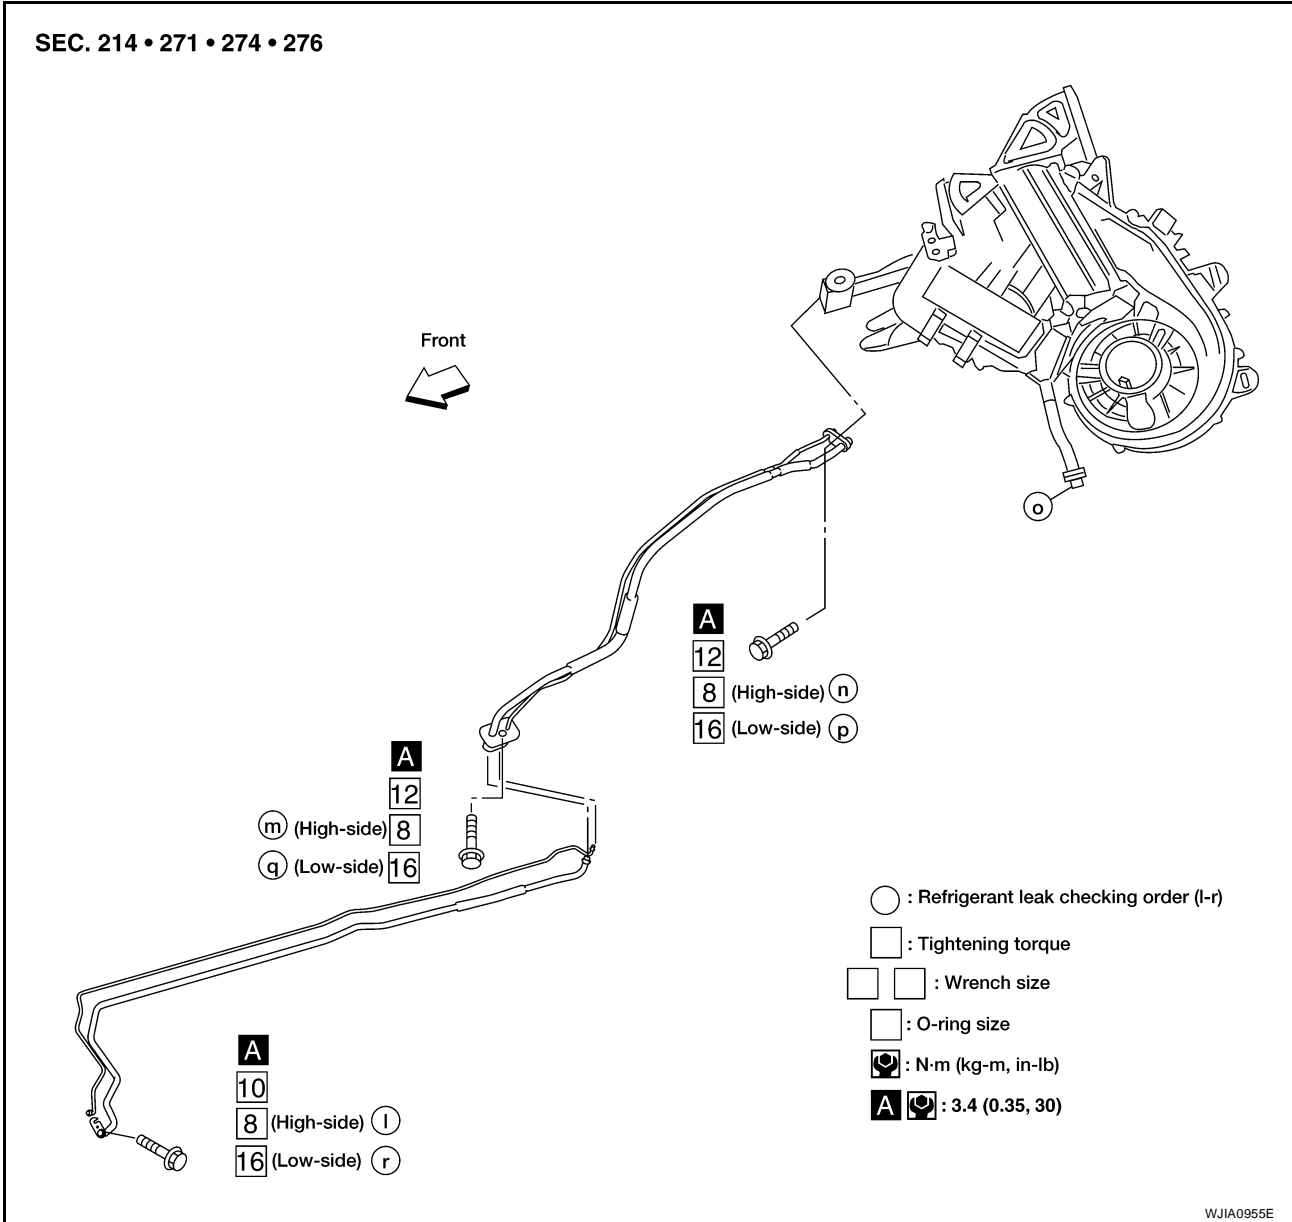 SEC. 214 • 271 • 274 • 276
Front
o
A
12
8 (High-side) n
16 (Low-side) p
A
12
m (High-side) 8
q (Low-side) 16
: Refrigerant leak checking order (l-r)
: Tightening torque
: Wrench size
: O-ring size
: N·m (kg-m, in-lb)
A : 3.4 (0.35, 30)
A
10
8 (High-side) l
16 (Low-side) r
WJIA0955E